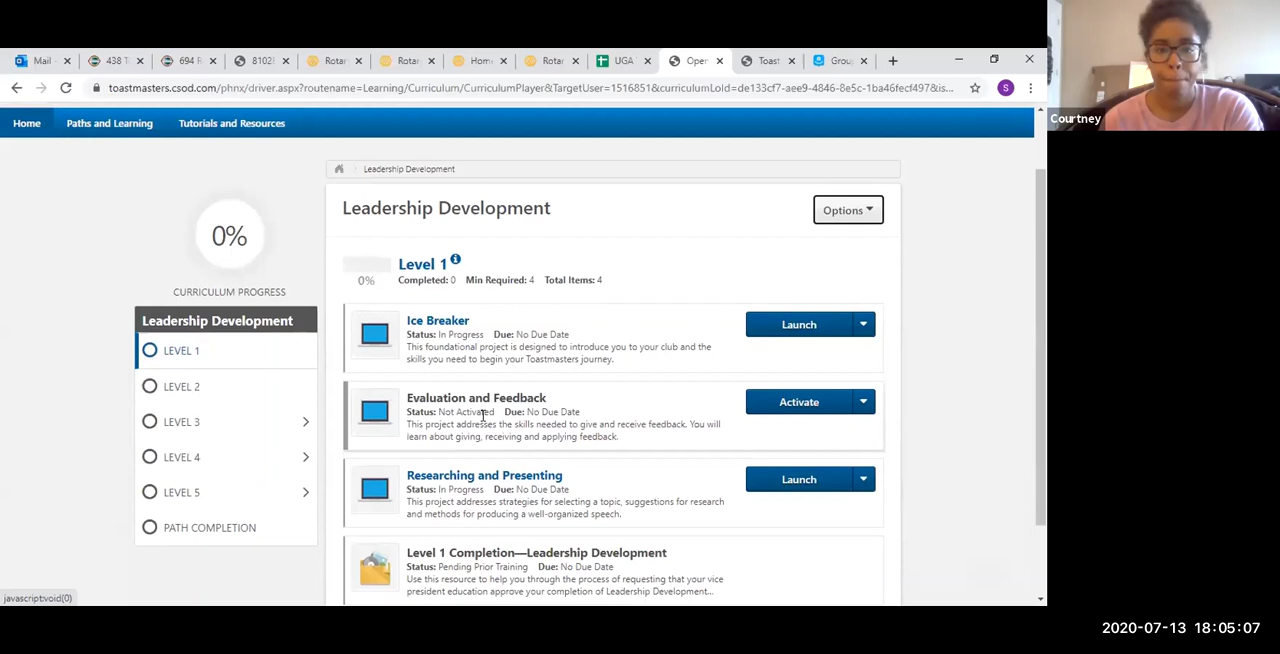 Mail -
438 T
694 R
8102
Rotar
Rotar
Home
Rotar
UGA
Oper
Toast
Grou
toastmasters.csod.com/phnx/driver.aspx?routename=Learning/Curriculum/CurriculumPlayer&TargetUser=1516851&curriculumLoId=de133cf7-aee9-4846-8e5c-1ba46fecf497&is...
S
Courtney
Home
Paths and Learning
Tutorials and Resources
Leadership Development
0%
CURRICULUM PROGRESS
Leadership Development
LEVEL 1
LEVEL 2
LEVEL 3
LEVEL 4
LEVEL 5
PATH COMPLETION
Leadership Development
Options
Level 1
0%
Completed: 0 Min Required: 4 Total Items: 4
Ice Breaker
Status: In Progress Due: No Due Date
This foundational project is designed to introduce you to your club and the
skills you need to begin your Toastmasters journey.
Launch
Evaluation and Feedback
Status: Not Activated Due: No Due Date
This project addresses the skills needed to give and receive feedback. You will
learn about giving, receiving and applying feedback.
Activate
Researching and Presenting
Status: In Progress Due: No Due Date
This project addresses strategies for selecting a topic, suggestions for research
and methods for producing a well-organized speech.
Launch
Level 1 Completion—Leadership Development
Status: Pending Prior Training Due: No Due Date
Use this resource to help you through the process of requesting that your vice
president education approve your completion of Leadership Development...
javascript:void(0)
2020-07-13 18:05:07